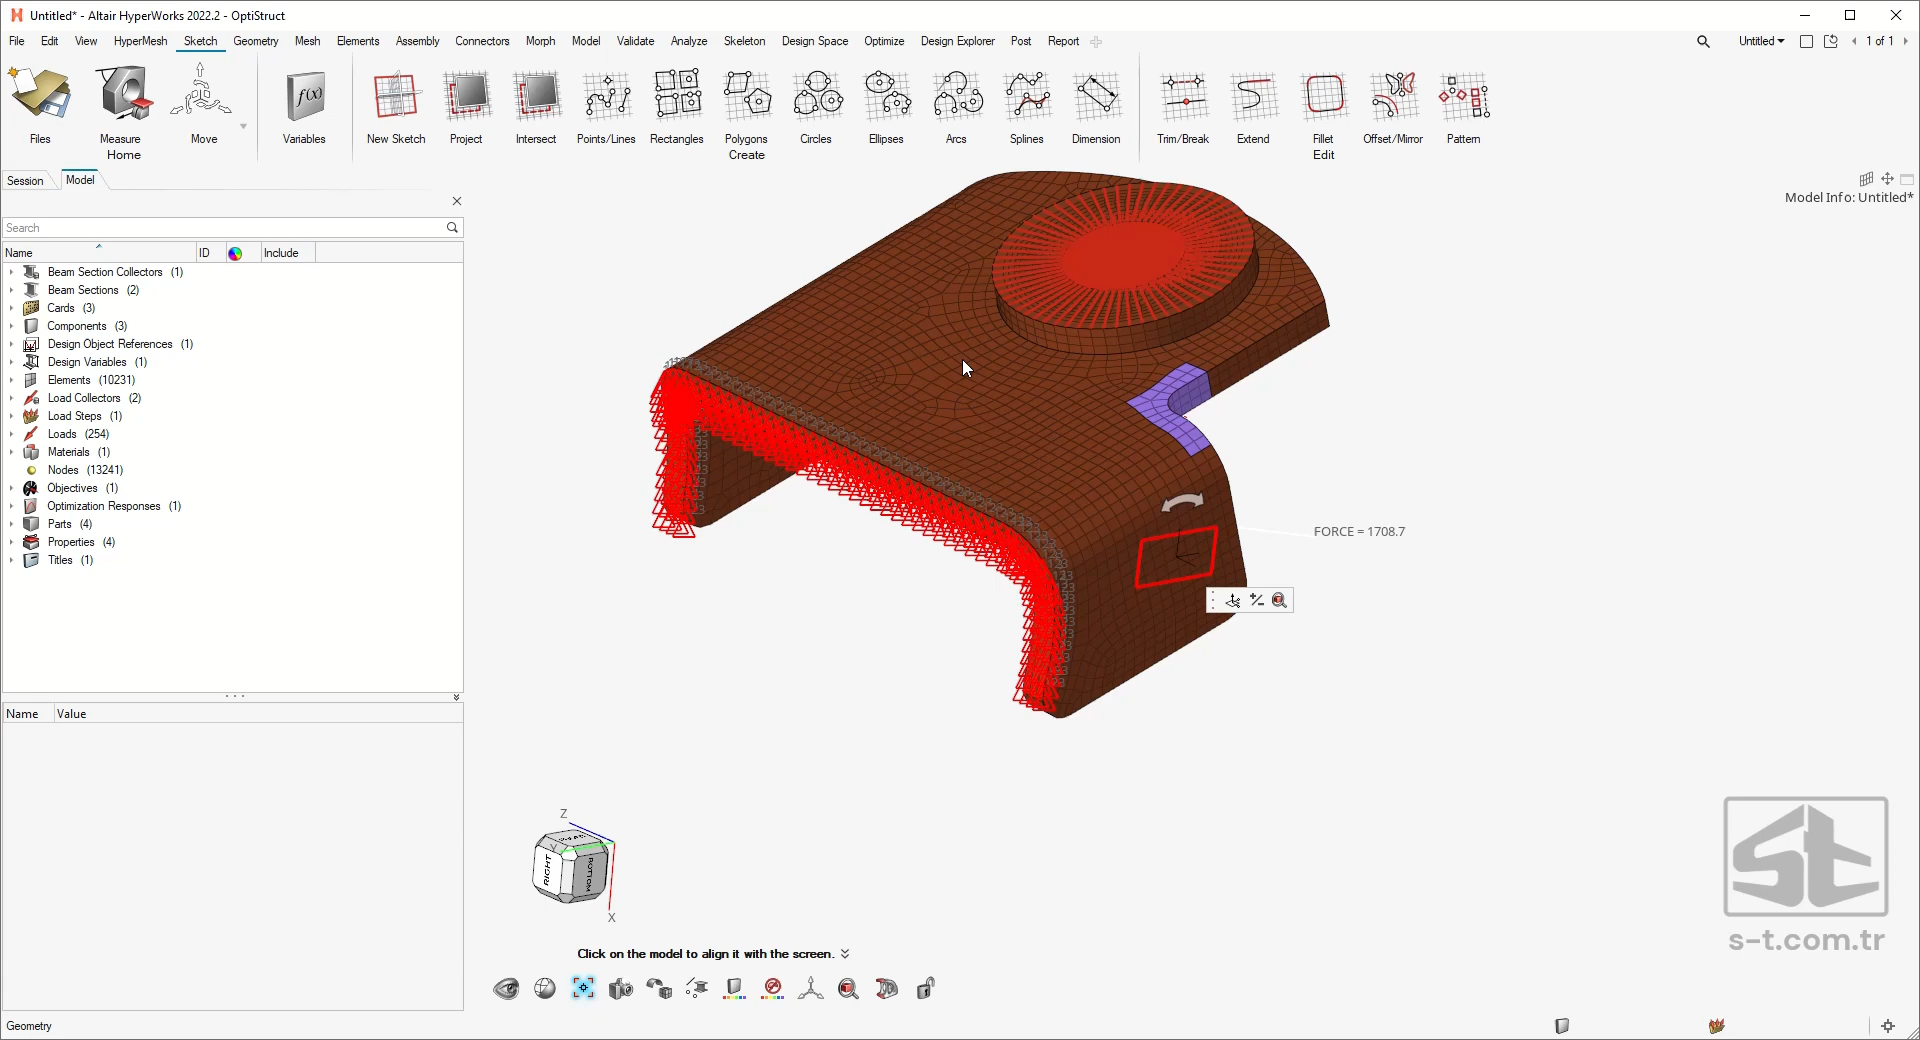 Untitled* - Altair HyperWorks 2022.2 - OptiStruct
File Edit View HyperMesh Sketch Geometry Mesh Elements Assembly Connectors Morph Model Validate Analyze Skeleton Design Space Optimize Design Explorer Post Report Untitled 1 of 1
f(x)
Files Measure Move Variables New Sketch Project Intersect Points/Lines Rectangles Polygons Circles Ellipses Arcs Splines Dimension Trim/Break Extend Fillet Offset/Mirror Pattern
Home Create Edit
Session Model
Model Info: Untitled*
Search
Name ID Include
Beam Section Collectors (1)
Beam Sections (2)
Cards (3)
Components (3)
Design Object References (1)
Design Variables (1)
Elements (10231)
Load Collectors (2)
Load Steps (1)
Loads (254)
Materials (1)
Nodes (13241)
Objectives (1)
Optimization Responses (1)
Parts (4)
Properties (4)
Titles (1)
FORCE = 1708.7
Name Value
Z
Y
RIGHT
BOTTOM
X
st
s-t.com.tr
Click on the model to align it with the screen.
Geometry